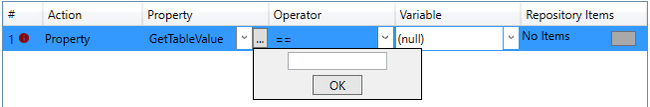 # Action Property Operator Variable Repository Items
1 Property GetTableValue ... == (null) No Items
OK